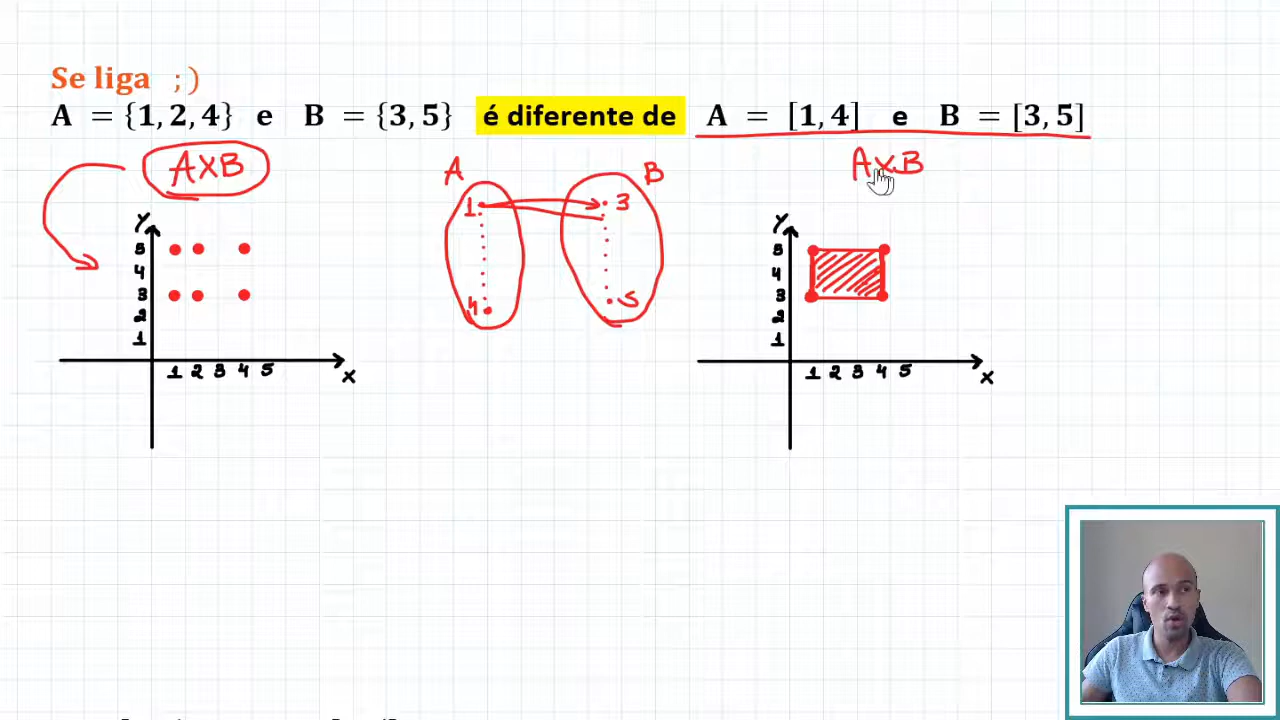 Se liga ;)
A = {1, 2, 4} e B = {3, 5} é diferente de A = [1, 4] e B = [3, 5]
AXB
A B
AXB
Y
5
4
3
2
1
1 2 3 4 5
X
1 3
4 5
Y
5
4
3
2
1
1 2 3 4 5
X